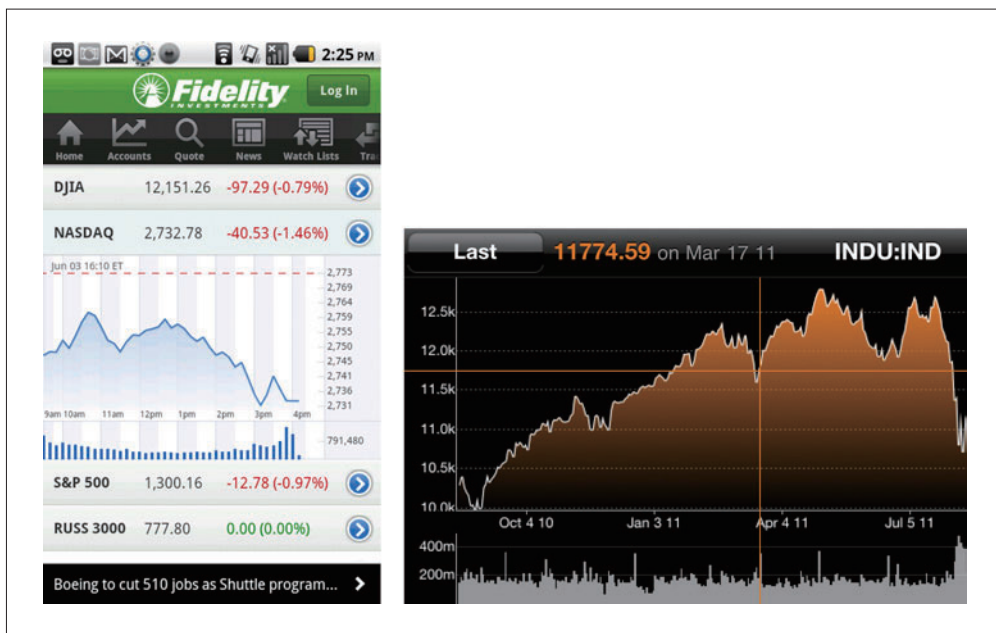 2:25 PM
Fidelity
INVESTMENTS
Log In
Home Accounts Quote News Watch Lists Tra
DJIA 12,151.26 -97.29 (-0.79%)
NASDAQ 2,732.78 -40.53 (-1.46%)
Jun 03 16:10 ET
2,773
2,769
2,764
2,759
2,755
2,750
2,745
2,741
2,736
2,731
9am 10am 11am 12pm 1pm 2pm 3pm 4pm
791,480
S&P 500 1,300.16 -12.78 (-0.97%)
RUSS 3000 777.80 0.00 (0.00%)
Boeing to cut 510 jobs as Shuttle program...
Last 11774.59 on Mar 17 11 INDU:IND
12.5k
12.0k
11.5k
11.0k
10.5k
10.0k
Oct 4 10 Jan 3 11 Apr 4 11 Jul 5 11
400m
200m